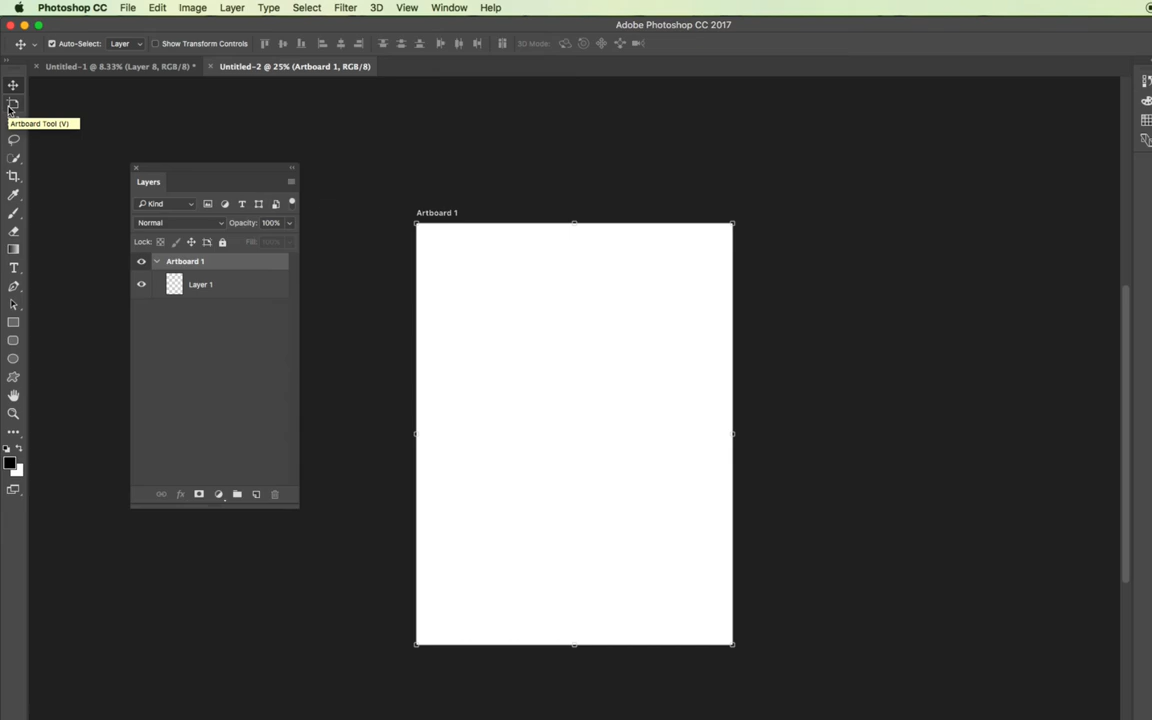 Photoshop CC File Edit Image Layer Type Select Filter 3D View Window Help
Adobe Photoshop CC 2017
Auto-Select: Layer Show Transform Controls 3D Mode:
Untitled-1 @ 8.33% (Layer 8, RGB/8) * Untitled-2 @ 25% (Artboard 1, RGB/8)
Artboard Tool (V)
Layers
Kind
Normal Opacity: 100%
Lock: Fill: 100%
Artboard 1
Layer 1
Artboard 1